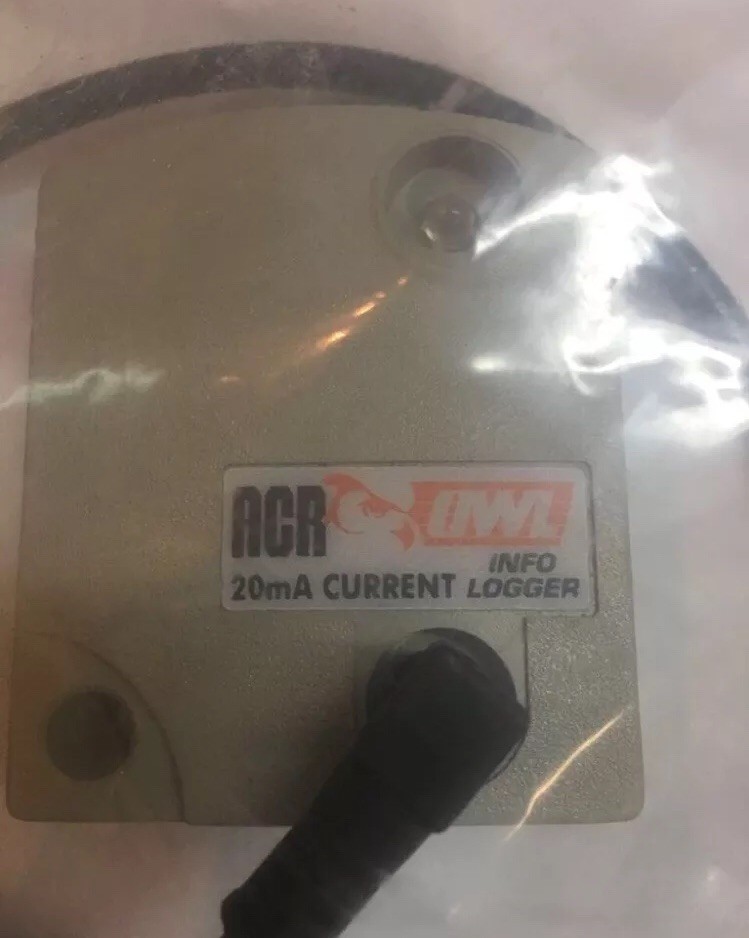 ACR OWL
INFO
20mA CURRENT LOGGER